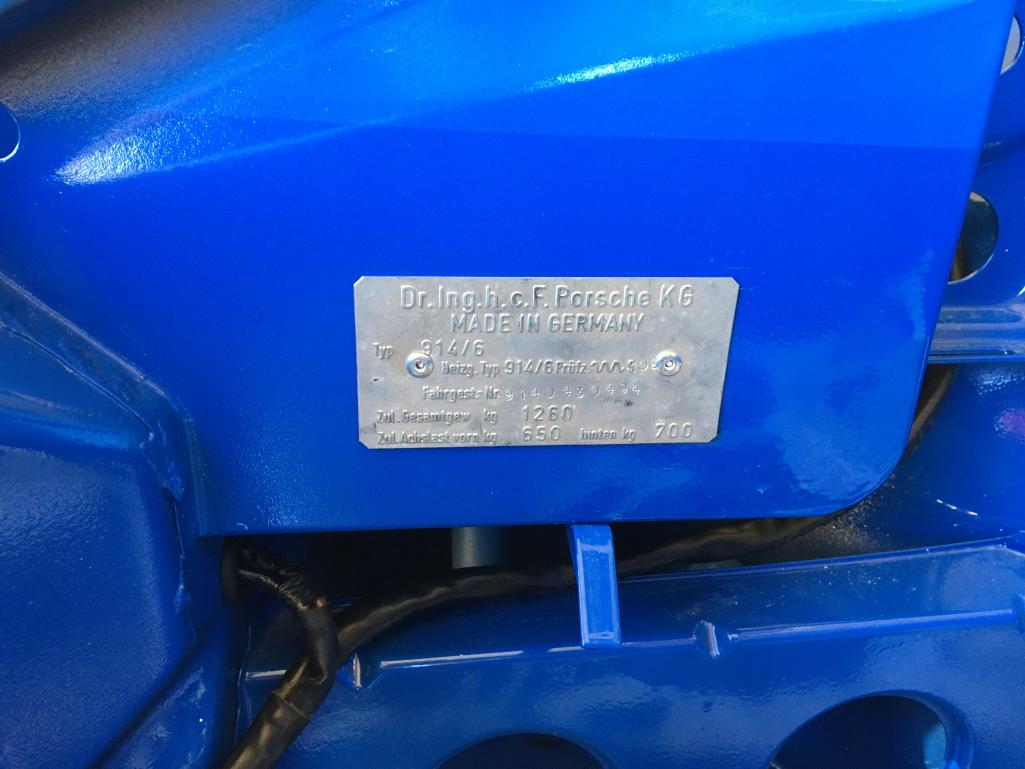 Dr.Ing.h.c.F.Porsche KG
MADE IN GERMANY
Typ 914/6
Heizg.Typ 914/6 Prüfz.
Fahrgest-Nr. 9140430494
Zul.Gesamtgew kg 1260
Zul.Achslast vorn kg 650 hinten kg 700